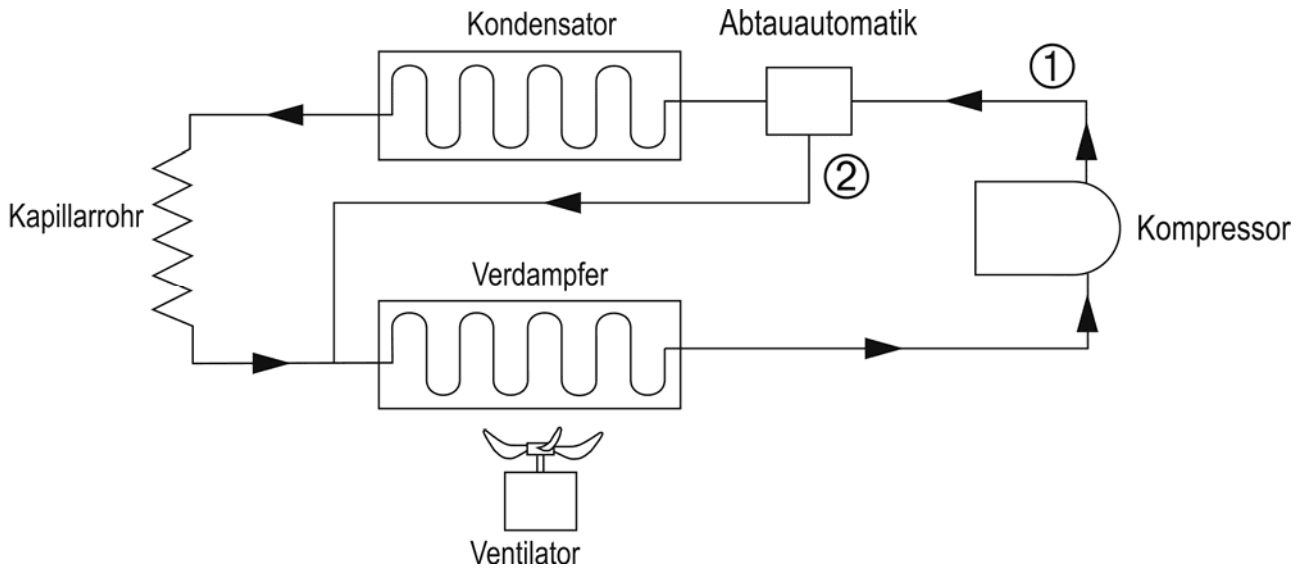 Kondensator
Abtauautomatik
①
②
Kapillarrohr
Kompressor
Verdampfer
Ventilator